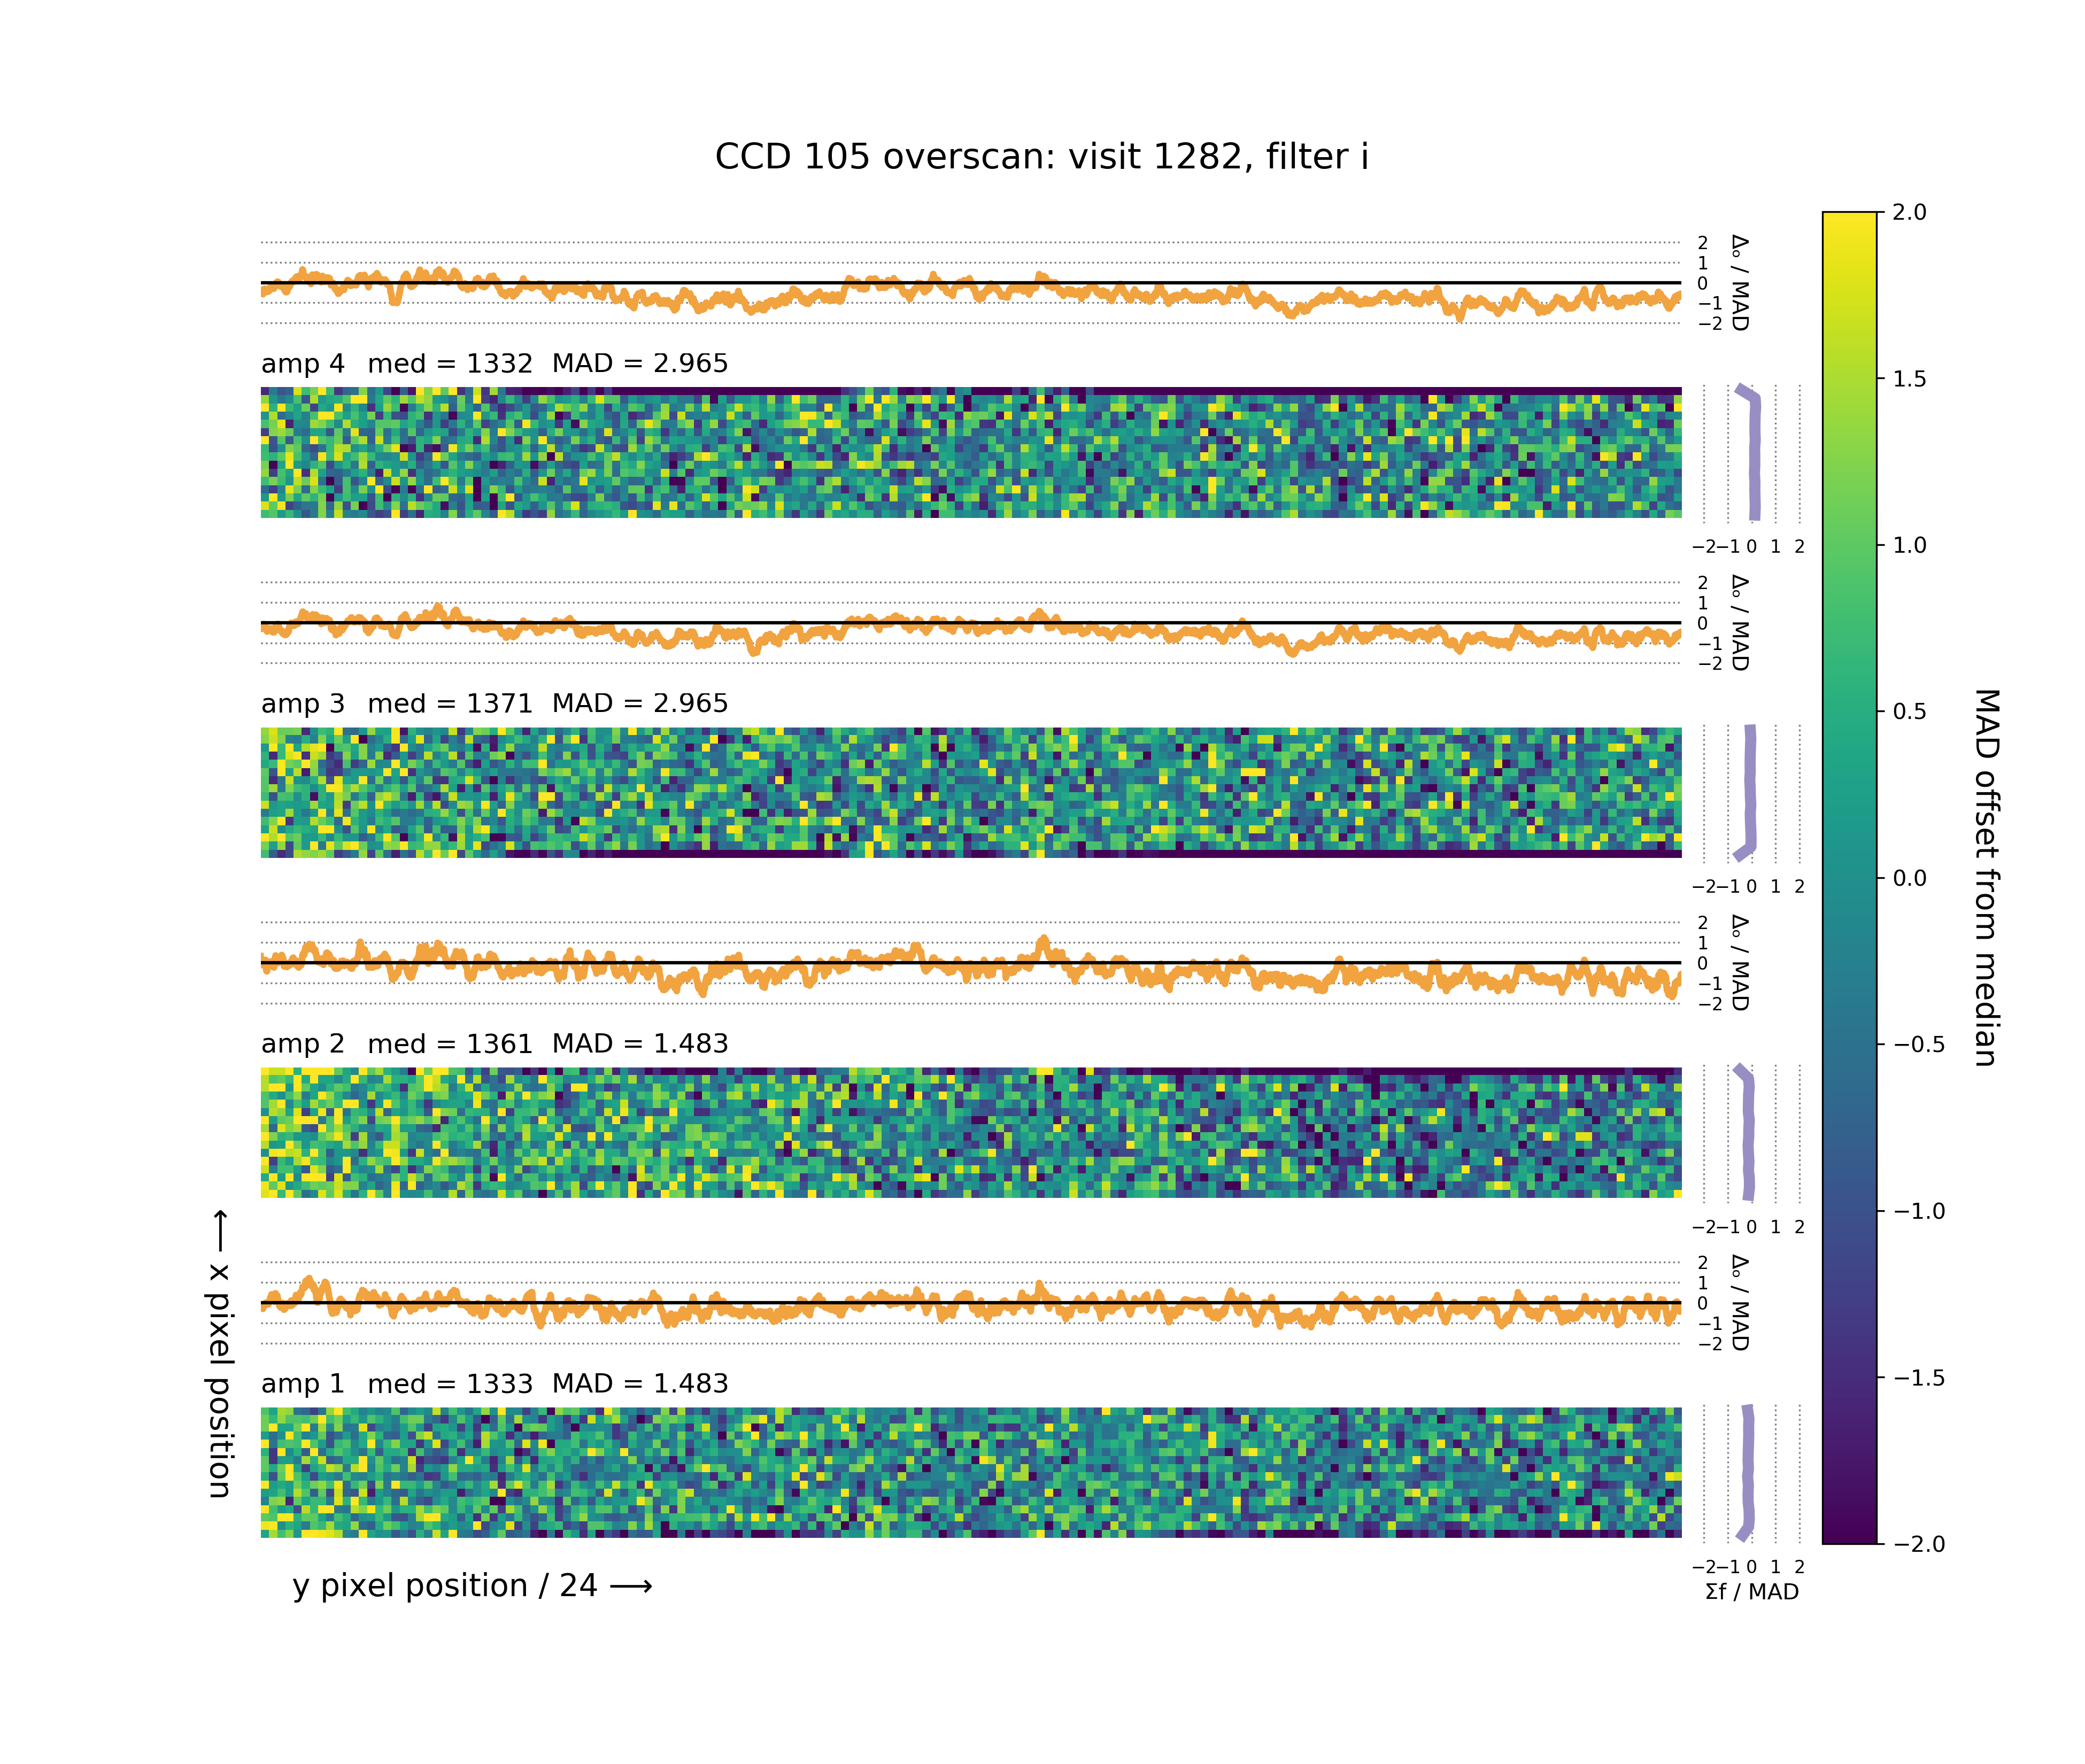 CCD 105 overscan: visit 1282, filter i
2
1
0
−1
−2
Δₒ / MAD
amp 4 med = 1332 MAD = 2.965
−2 −1 0 1 2
2
1
0
−1
−2
Δₒ / MAD
amp 3 med = 1371 MAD = 2.965
−2 −1 0 1 2
2
1
0
−1
−2
Δₒ / MAD
amp 2 med = 1361 MAD = 1.483
−2 −1 0 1 2
2
1
0
−1
−2
Δₒ / MAD
amp 1 med = 1333 MAD = 1.483
−2 −1 0 1 2
Σf / MAD
⟵ x pixel position
y pixel position / 24 ⟶
2.0
1.5
1.0
0.5
0.0
−0.5
−1.0
−1.5
−2.0
MAD offset from median